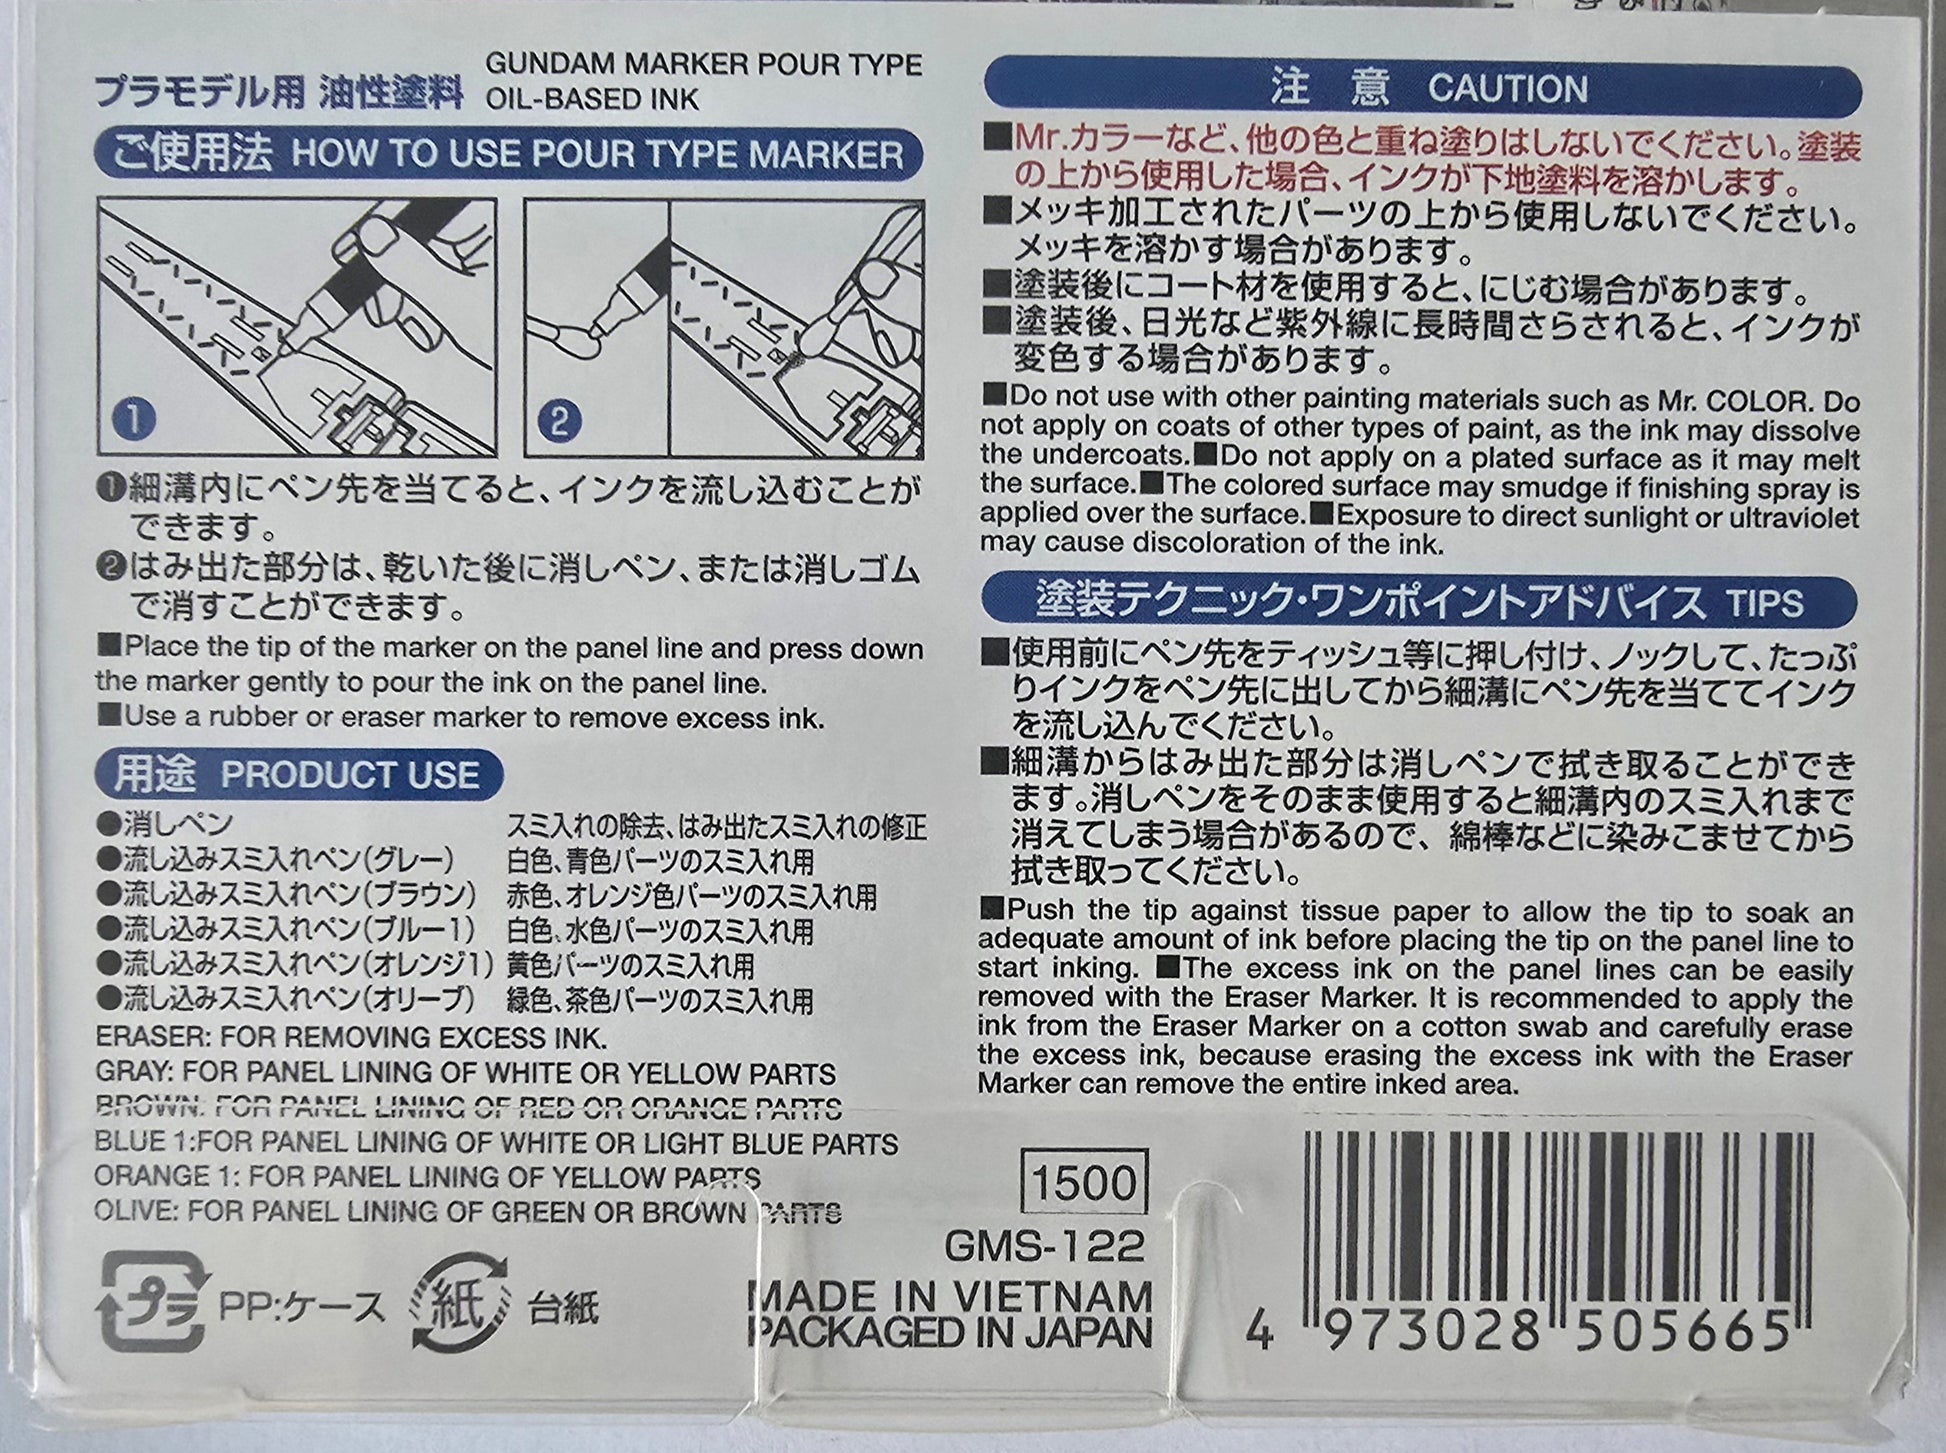 プラモデル用 油性塗料
GUNDAM MARKER POUR TYPE
OIL-BASED INK
ご使用法 HOW TO USE POUR TYPE MARKER
1
2
❶細溝内にペン先を当てると、インクを流し込むことが
できます。
❷はみ出た部分は、乾いた後に消しペン、または消しゴム
で消すことができます。
■Place the tip of the marker on the panel line and press down
the marker gently to pour the ink on the panel line.
■Use a rubber or eraser marker to remove excess ink.
用途 PRODUCT USE
●消しペン スミ入れの除去、はみ出たスミ入れの修正
●流し込みスミ入れペン(グレー) 白色、青色パーツのスミ入れ用
●流し込みスミ入れペン(ブラウン) 赤色、オレンジ色パーツのスミ入れ用
●流し込みスミ入れペン(ブルー1) 白色、水色パーツのスミ入れ用
●流し込みスミ入れペン(オレンジ1) 黄色パーツのスミ入れ用
●流し込みスミ入れペン(オリーブ) 緑色、茶色パーツのスミ入れ用
ERASER: FOR REMOVING EXCESS INK.
GRAY: FOR PANEL LINING OF WHITE OR YELLOW PARTS
BROWN: FOR PANEL LINING OF RED OR ORANGE PARTS
BLUE 1:FOR PANEL LINING OF WHITE OR LIGHT BLUE PARTS
ORANGE 1: FOR PANEL LINING OF YELLOW PARTS
OLIVE: FOR PANEL LINING OF GREEN OR BROWN PARTS
プラ PP:ケース 紙 台紙
注 意 CAUTION
■Mr.カラーなど、他の色と重ね塗りはしないでください。塗装
の上から使用した場合、インクが下地塗料を溶かします。
■メッキ加工されたパーツの上から使用しないでください。
メッキを溶かす場合があります。
■塗装後にコート材を使用すると、にじむ場合があります。
■塗装後、日光など紫外線に長時間さらされると、インクが
変色する場合があります。
■Do not use with other painting materials such as Mr. COLOR. Do
not apply on coats of other types of paint, as the ink may dissolve
the undercoats.■Do not apply on a plated surface as it may melt
the surface.■The colored surface may smudge if finishing spray is
applied over the surface.■Exposure to direct sunlight or ultraviolet
may cause discoloration of the ink.
塗装テクニック・ワンポイントアドバイス TIPS
■使用前にペン先をティッシュ等に押し付け、ノックして、たっぷ
りインクをペン先に出してから細溝にペン先を当ててインク
を流し込んでください。
■細溝からはみ出た部分は消しペンで拭き取ることができ
ます。消しペンをそのまま使用すると細溝内のスミ入れまで
消えてしまう場合があるので、綿棒などに染みこませてから
拭き取ってください。
■Push the tip against tissue paper to allow the tip to soak an
adequate amount of ink before placing the tip on the panel line to
start inking. ■The excess ink on the panel lines can be easily
removed with the Eraser Marker. It is recommended to apply the
ink from the Eraser Marker on a cotton swab and carefully erase
the excess ink, because erasing the excess ink with the Eraser
Marker can remove the entire inked area.
1500
GMS-122
MADE IN VIETNAM
PACKAGED IN JAPAN
4 973028 505665